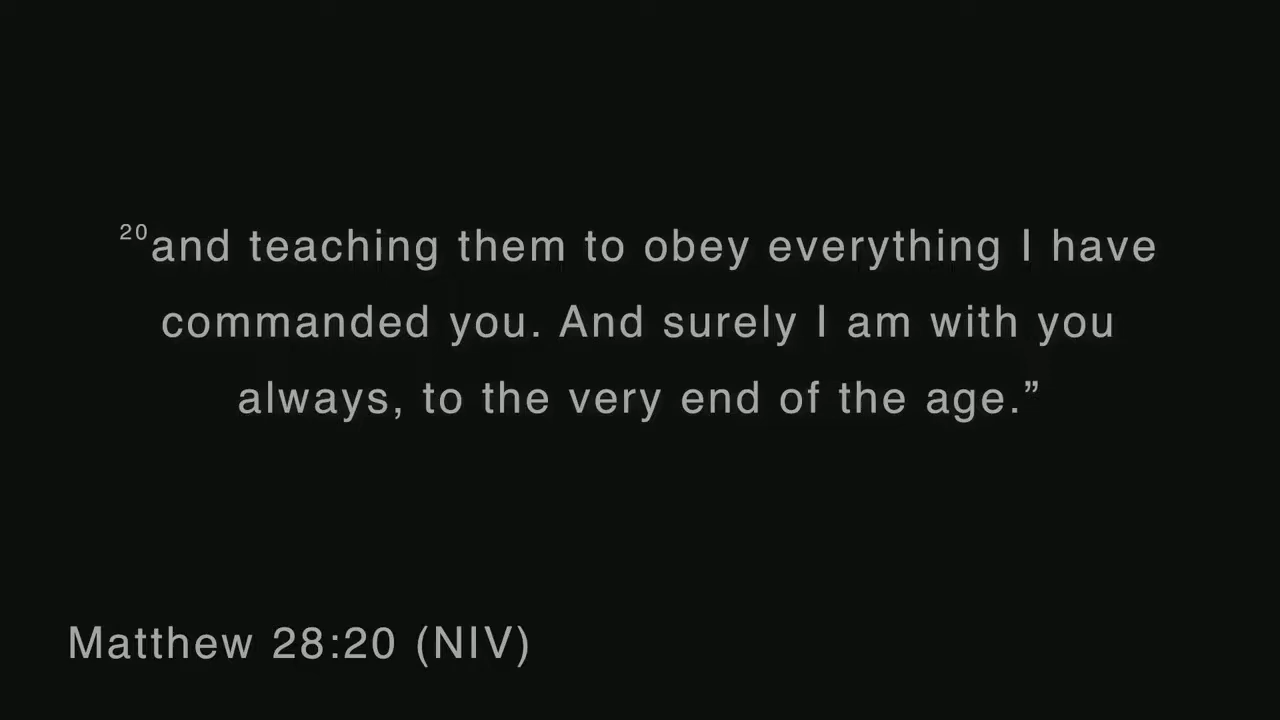 20and teaching them to obey everything I have
commanded you. And surely I am with you
always, to the very end of the age.”
Matthew 28:20 (NIV)